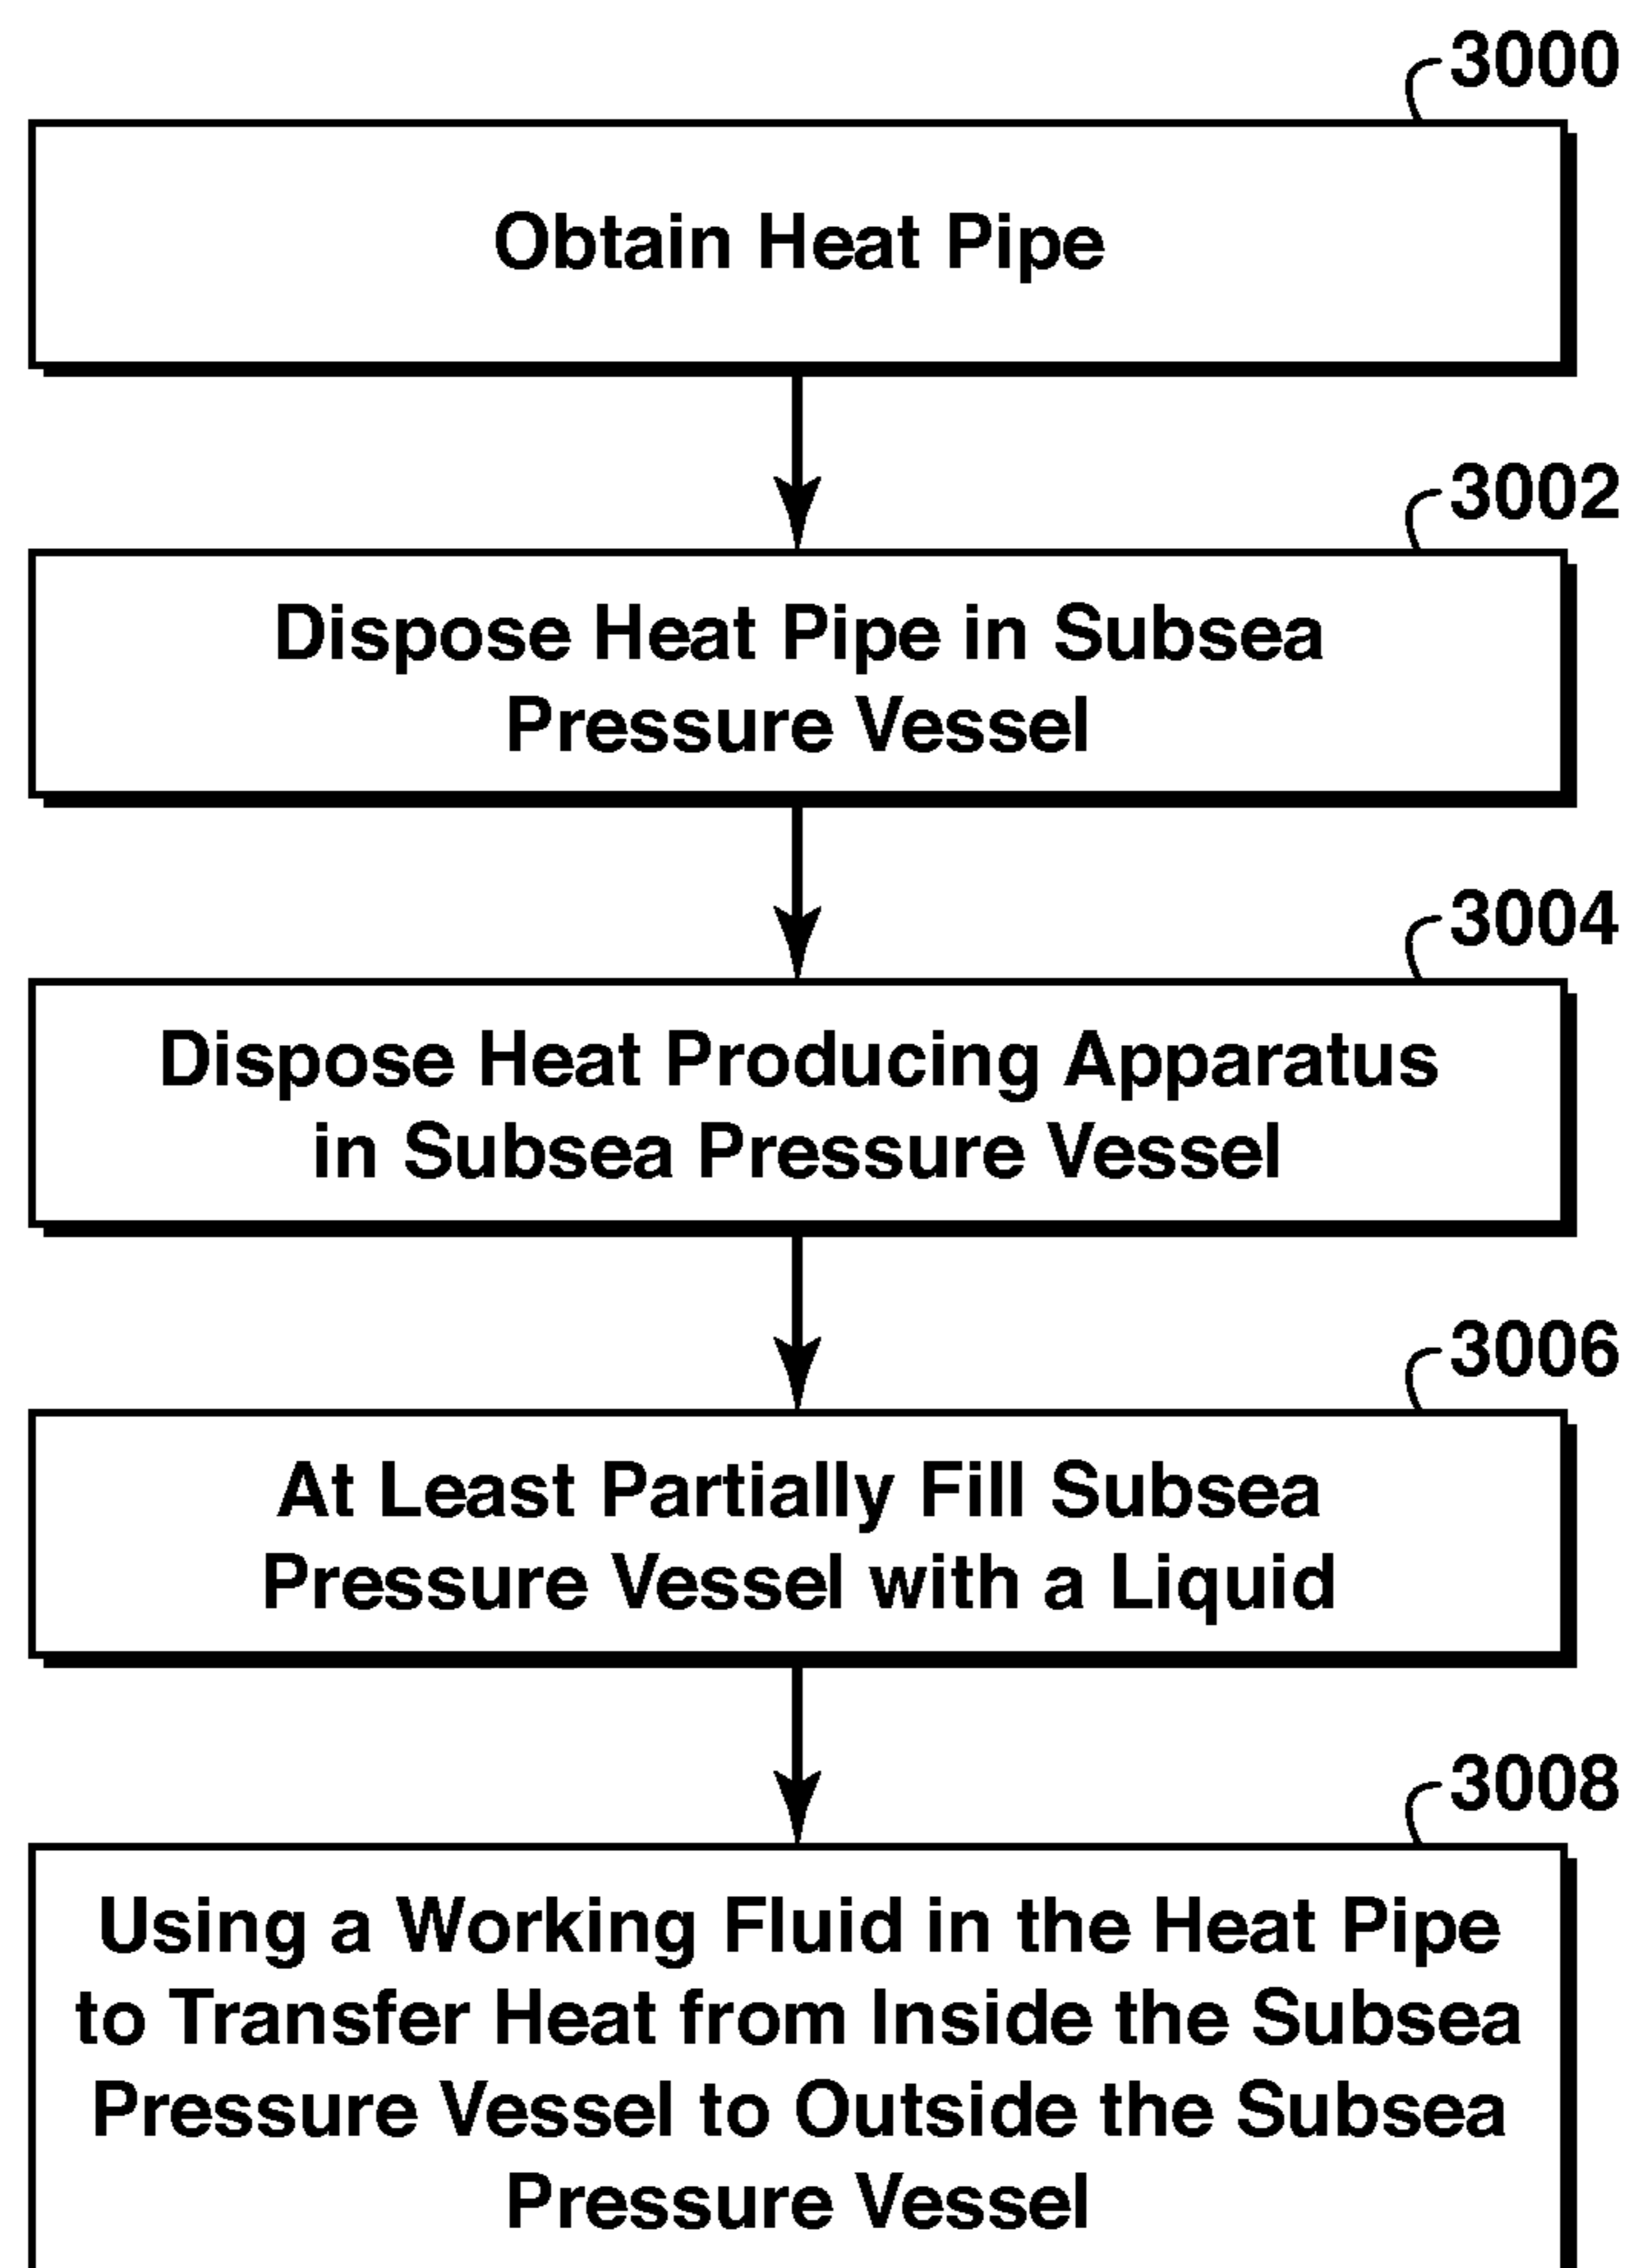 3000
Obtain Heat Pipe
3002
Dispose Heat Pipe in Subsea
Pressure Vessel
3004
Dispose Heat Producing Apparatus
in Subsea Pressure Vessel
3006
At Least Partially Fill Subsea
Pressure Vessel with a Liquid
3008
Using a Working Fluid in the Heat Pipe
to Transfer Heat from Inside the Subsea
Pressure Vessel to Outside the Subsea
Pressure Vessel